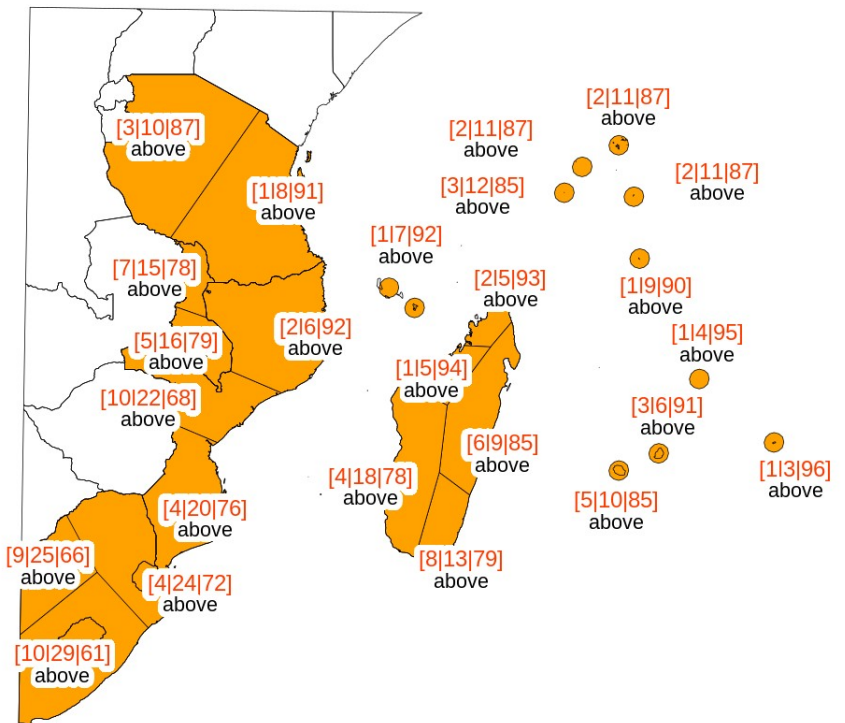 [2|11|87]
above
[3|10|87]
above
[2|11|87]
above
[2|11|87]
above
[3|12|85]
above
[1|8|91]
above
[1|7|92]
above
[7|15|78]
above
[2|5|93]
above
[1|9|90]
above
[5|16|79]
above
[2|6|92]
above
[1|4|95]
above
[1|5|94]
above
[10|22|68]
above
[3|6|91]
above
[6|9|85]
above
[1|3|96]
above
[4|18|78]
above
[5|10|85]
above
[4|20|76]
above
[9|25|66]
above
[8|13|79]
above
[4|24|72]
above
[10|29|61]
above